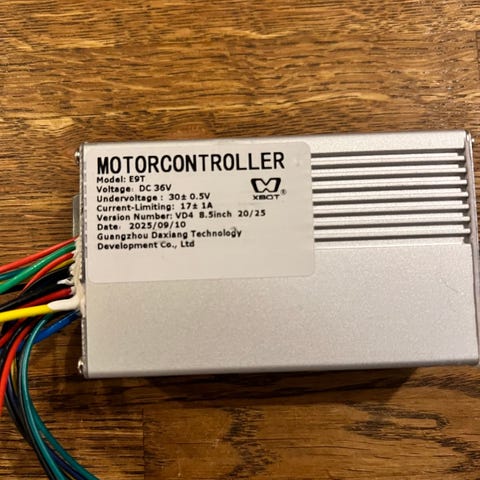 MOTORCONTROLLER
Model: E9T
Voltage: DC 36V
Undervoltage : 30± 0.5V
Current-Limiting: 17± 1A
Version Number: VD4 8.5inch 20/25
Date: 2025/09/10
Guangzhou Daxiang Technology
Development Co., Ltd
XBOT®